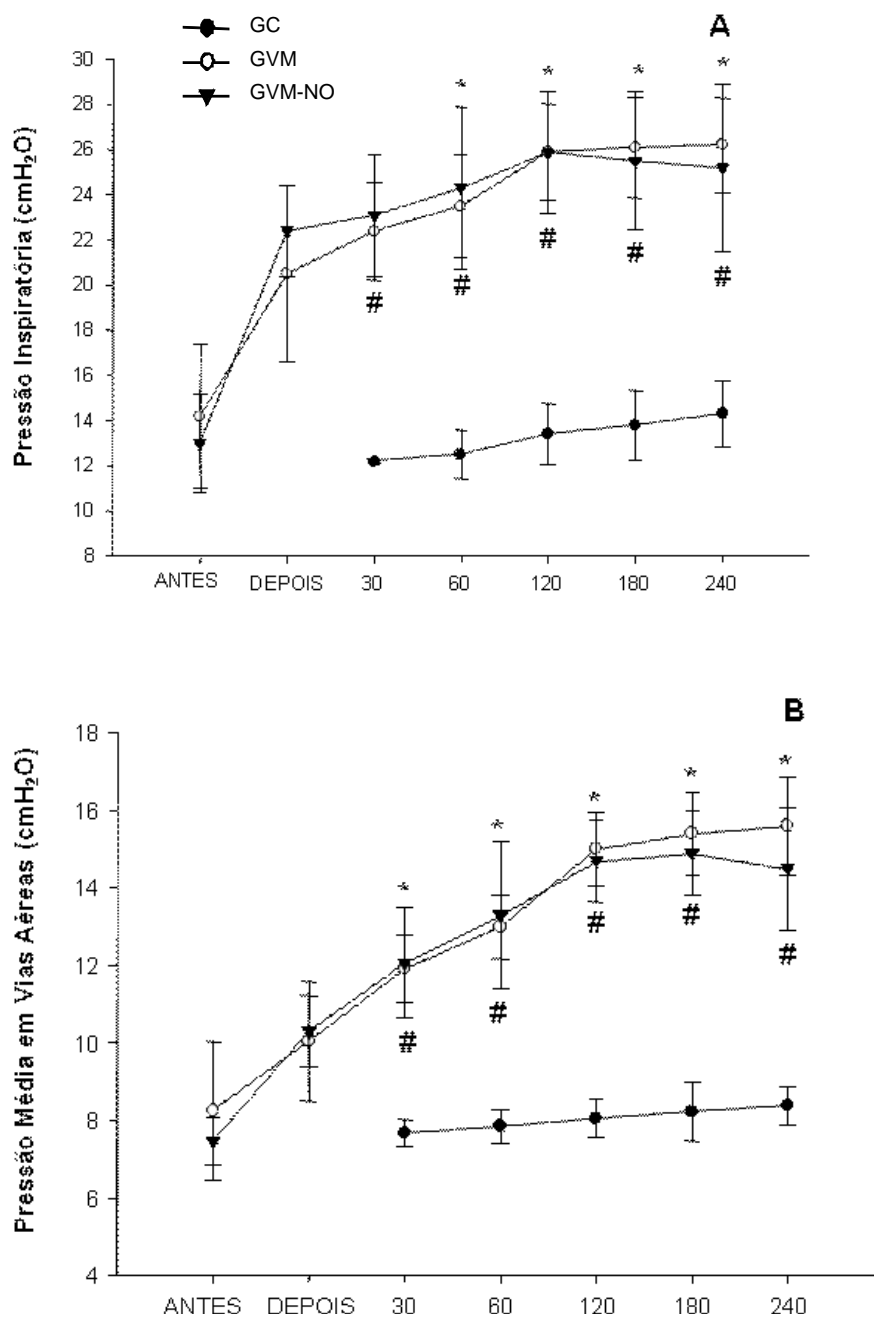 GC
GVM
GVM-NO
A
Pressão Inspiratória (cmH₂O)
30
28
26
24
22
20
18
16
14
12
10
8
* * * *
# # # # #
ANTES DEPOIS 30 60 120 180 240
B
Pressão Média em Vias Aéreas (cmH₂O)
18
16
14
12
10
8
6
4
* * * * *
# # # # #
ANTES DEPOIS 30 60 120 180 240